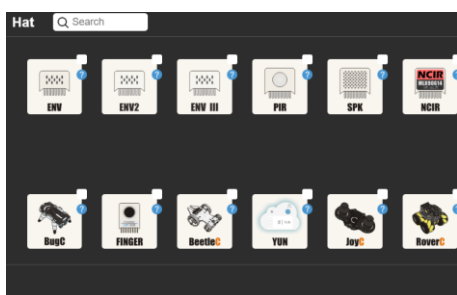 Hat Search
ENV ENV2 ENV III PIR SPK NCIR
BugC FINGER BeetleC YUN JoyC RoverC